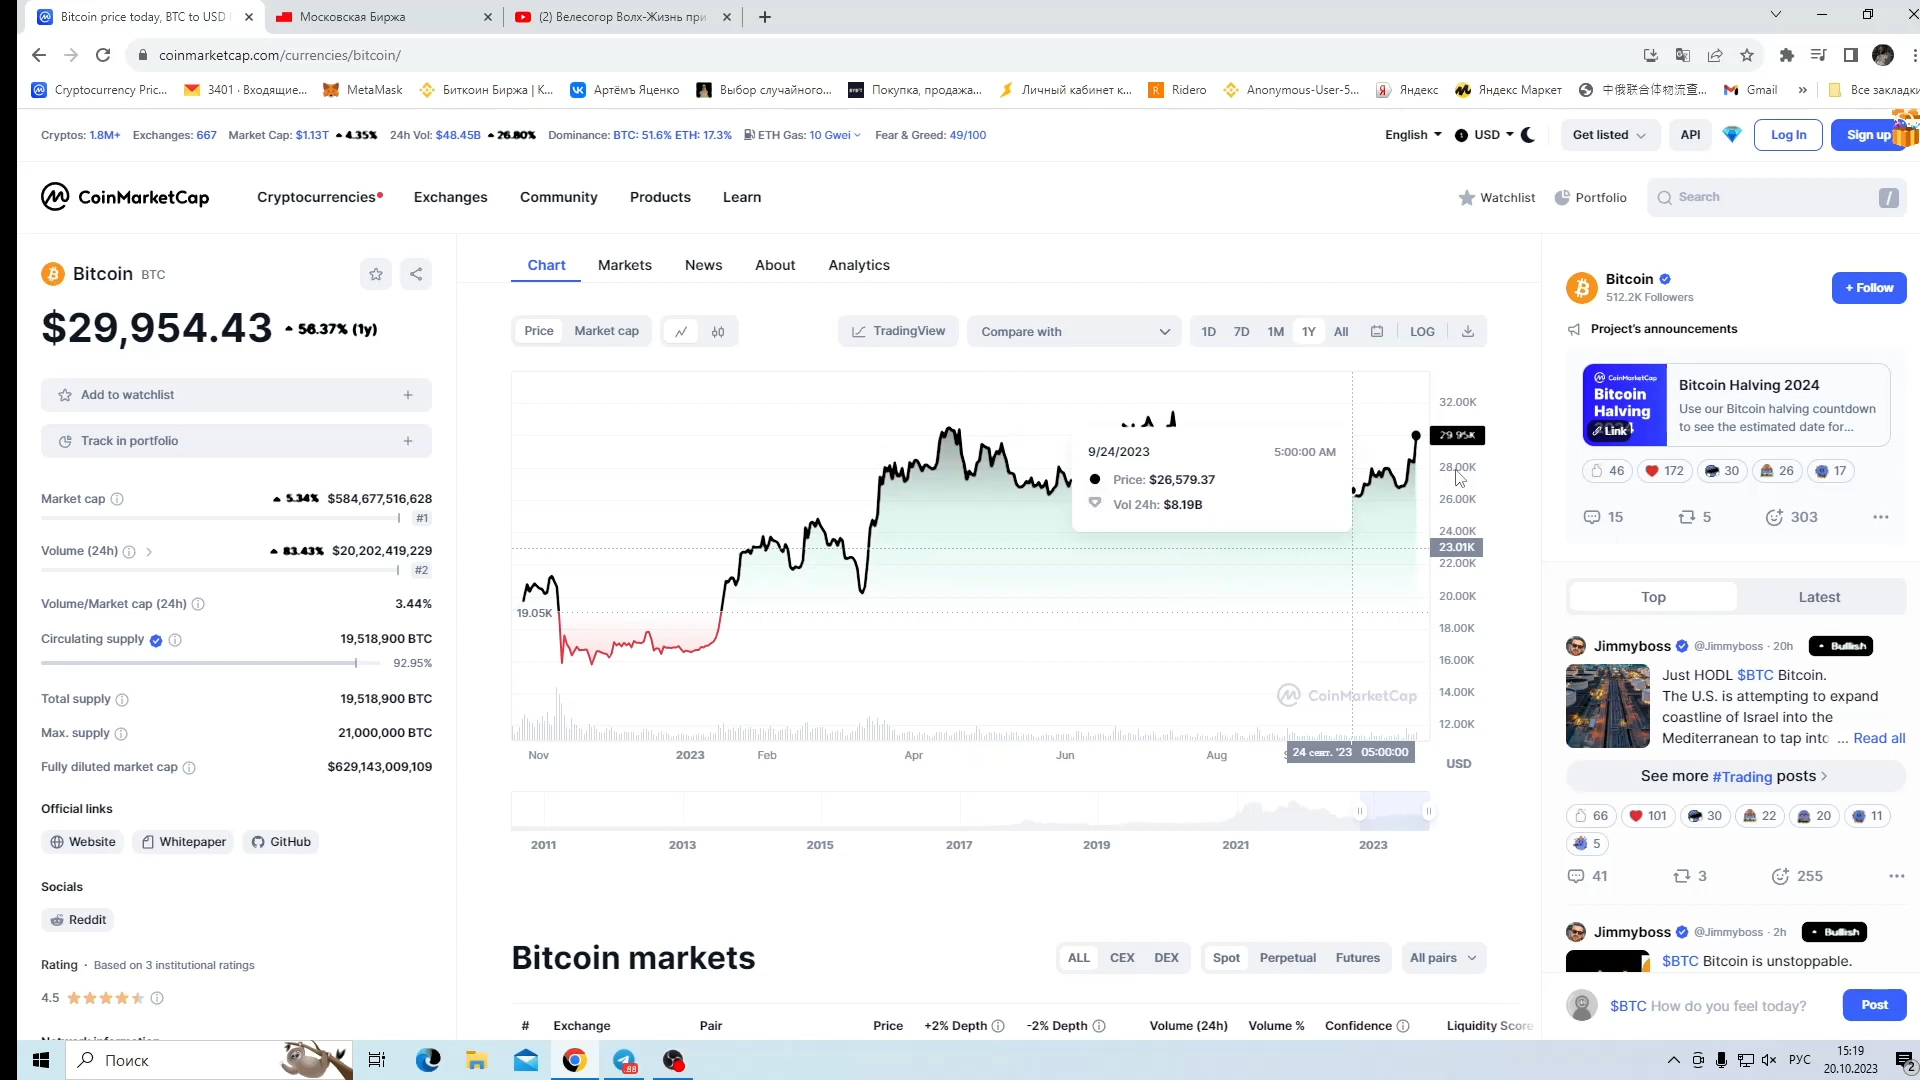 Bitcoin price today, BTC to USD
Московская Биржа
(2) Велесогор Волх-Жизнь при
coinmarketcap.com/currencies/bitcoin/
Cryptocurrency Pric...
3401 · Входящие...
MetaMask
Биткоин Биржа | К...
Артёмъ Яценко
Выбор случайного...
Покупка, продажа...
Личный кабинет к...
Ridero
Anonymous-User-5...
Яндекс
Яндекс Маркет
中俄联合体物流查...
Gmail
»
Все закладки
Cryptos: 1.8M+ Exchanges: 667 Market Cap: $1.13T 4.35% 24h Vol: $48.45B 26.80% Dominance: BTC: 51.6% ETH: 17.3% ETH Gas: 10 Gwei Fear & Greed: 49/100
English USD Get listed API Log In Sign up
CoinMarketCap
Cryptocurrencies Exchanges Community Products Learn
Watchlist Portfolio Search /
Bitcoin BTC
$29,954.43 56.37% (1y)
Add to watchlist +
Track in portfolio +
Market cap 5.34% $584,677,516,628
#1
Volume (24h) 83.43% $20,202,419,229
#2
Volume/Market cap (24h) 3.44%
Circulating supply 19,518,900 BTC
92.95%
Total supply 19,518,900 BTC
Max. supply 21,000,000 BTC
Fully diluted market cap $629,143,009,109
Official links
Website Whitepaper GitHub
Socials
Reddit
Rating · Based on 3 institutional ratings
4.5
Chart Markets News About Analytics
Price Market cap
TradingView
Compare with
1D 7D 1M 1Y All LOG
32.00K
29.95K
28.00K
26.00K
24.00K
23.01K
22.00K
20.00K
18.00K
16.00K
14.00K
12.00K
19.05K
9/24/2023 5:00:00 AM
Price: $26,579.37
Vol 24h: $8.19B
CoinMarketCap
Nov 2023 Feb Apr Jun Aug
24 сент. '23 05:00:00
USD
2011 2013 2015 2017 2019 2021 2023
Bitcoin markets
ALL CEX DEX
Spot Perpetual Futures
All pairs
# Exchange Pair Price +2% Depth -2% Depth Volume (24h) Volume % Confidence Liquidity Score
Bitcoin
512.2K Followers
+ Follow
Project's announcements
CoinMarketCap
Bitcoin
Halving
Link
Bitcoin Halving 2024
Use our Bitcoin halving countdown
to see the estimated date for...
46 172 30 26 17
15 5 303
Top Latest
Jimmyboss @Jimmyboss · 20h Bullish
Just HODL $BTC Bitcoin.
The U.S. is attempting to expand
coastline of Israel into the
Mediterranean to tap into ... Read all
See more #Trading posts >
66 101 30 22 20 11
5
41 3 255
Jimmyboss @Jimmyboss · 2h Bullish
$BTC Bitcoin is unstoppable.
$BTC How do you feel today?
Post
Поиск
88
РУС
15:19
20.10.2023
2